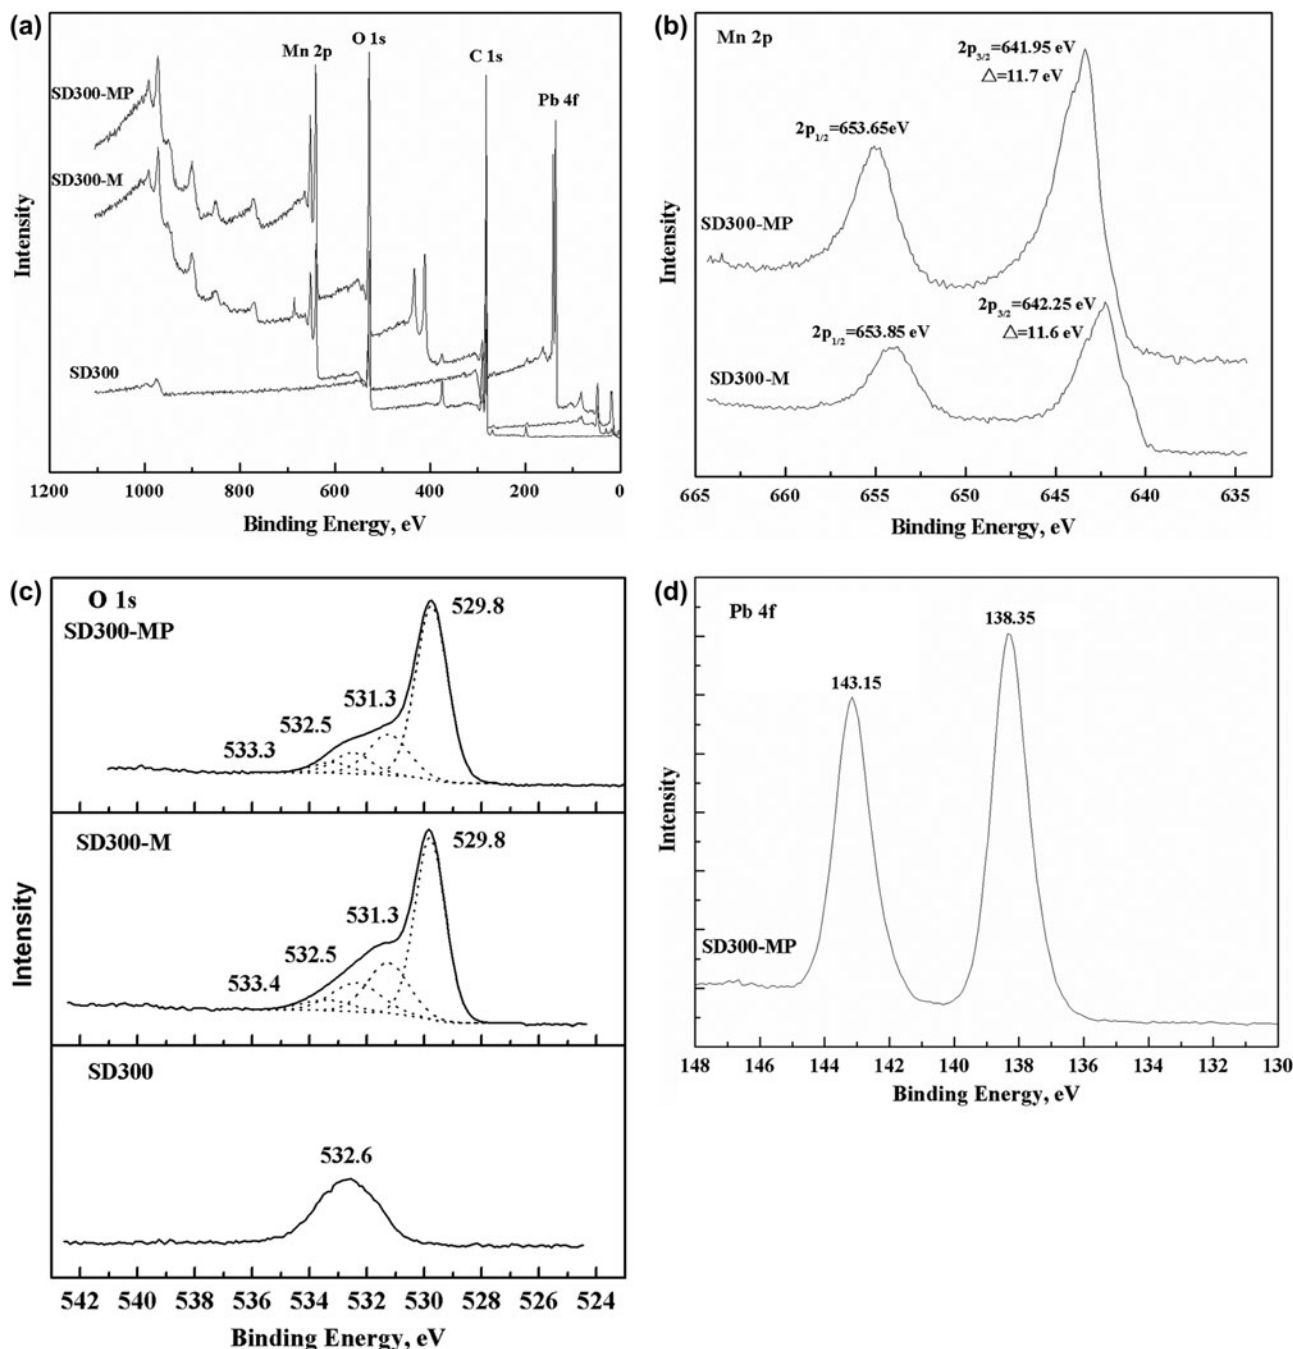 (a)
Mn 2p
O 1s
C 1s
Pb 4f
SD300-MP
SD300-M
SD300
Intensity
1200 1000 800 600 400 200 0
Binding Energy, eV
(b)
Mn 2p
2p3/2=641.95 eV
△=11.7 eV
2p1/2=653.65eV
SD300-MP
2p3/2=642.25 eV
△=11.6 eV
2p1/2=653.85 eV
SD300-M
Intensity
665 660 655 650 645 640 635
Binding Energy, eV
(c)
O 1s
SD300-MP
529.8
531.3
532.5
533.3
SD300-M
529.8
531.3
532.5
533.4
SD300
532.6
Intensity
542 540 538 536 534 532 530 528 526 524
Binding Energy, eV
(d)
Pb 4f
138.35
143.15
SD300-MP
Intensity
148 146 144 142 140 138 136 134 132 130
Binding Energy, eV